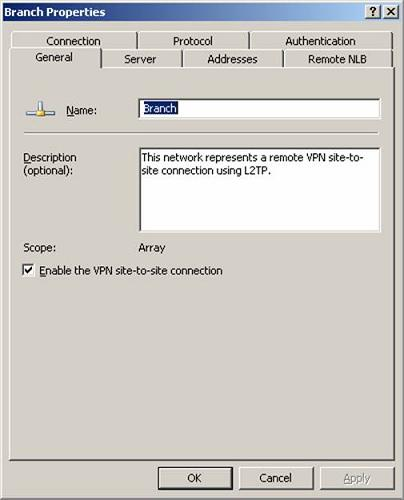 Branch Properties
Connection Protocol Authentication
General Server Addresses Remote NLB
Name: Branch
Description (optional):
This network represents a remote VPN site-to-
site connection using L2TP.
Scope: Array
Enable the VPN site-to-site connection
OK Cancel Apply